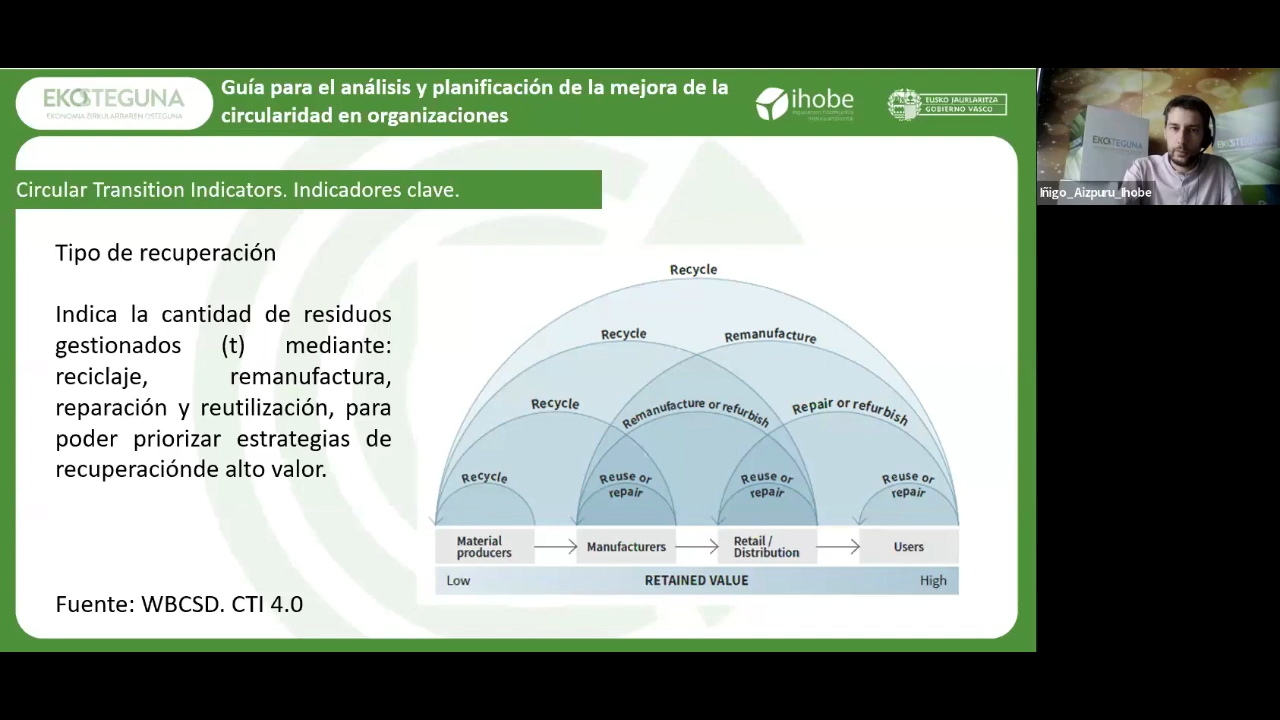 EKOSTEGUNA
EKONOMIA ZIRKULARRAREN OSTEGUNA
Guía para el análisis y planificación de la mejora de la
circularidad en organizaciones
ihobe
EUSKO JAURLARITZA
GOBIERNO VASCO
EKOSTEGUNA
Iñigo_Aizpuru_Ihobe
Circular Transition Indicators. Indicadores clave.
Tipo de recuperación
Indica la cantidad de residuos
gestionados (t) mediante:
reciclaje, remanufactura,
reparación y reutilización, para
poder priorizar estrategias de
recuperaciónde alto valor.
Fuente: WBCSD. CTI 4.0
Recycle
Recycle
Remanufacture
Recycle
Remanufacture or refurbish
Repair or refurbish
Recycle
Reuse or
repair
Reuse or
repair
Reuse or
repair
Material
producers
Manufacturers
Retail /
Distribution
Users
Low
RETAINED VALUE
High